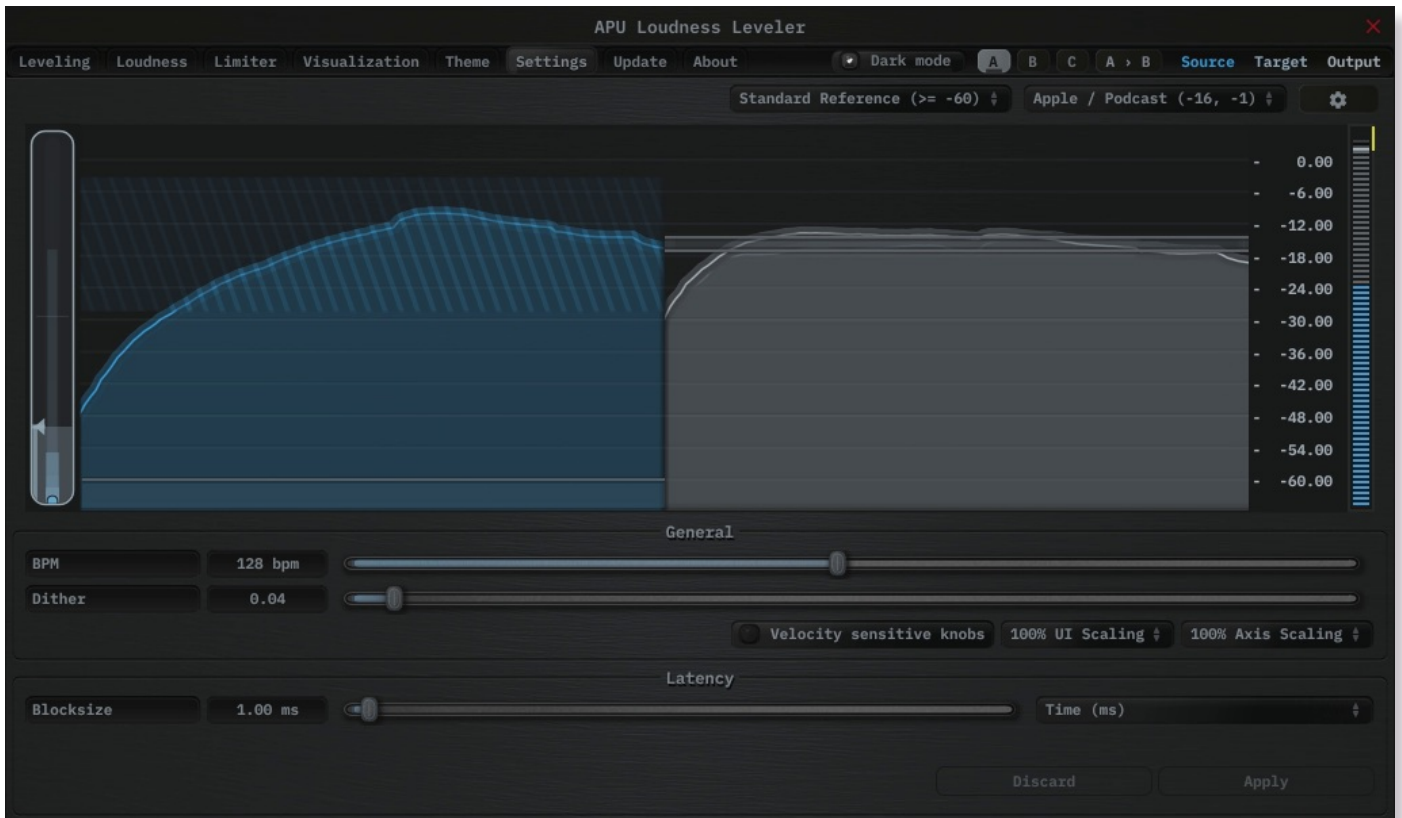 APU Loudness Leveler
Leveling Loudness Limiter Visualization Theme Settings Update About Dark mode A B C A › B Source Target Output
Standard Reference (>= -60) Apple / Podcast (-16, -1)
- 0.00
- -6.00
- -12.00
- -18.00
- -24.00
- -30.00
- -36.00
- -42.00
- -48.00
- -54.00
- -60.00
General
BPM 128 bpm
Dither 0.04
Velocity sensitive knobs 100% UI Scaling 100% Axis Scaling
Latency
Blocksize 1.00 ms Time (ms)
Discard Apply